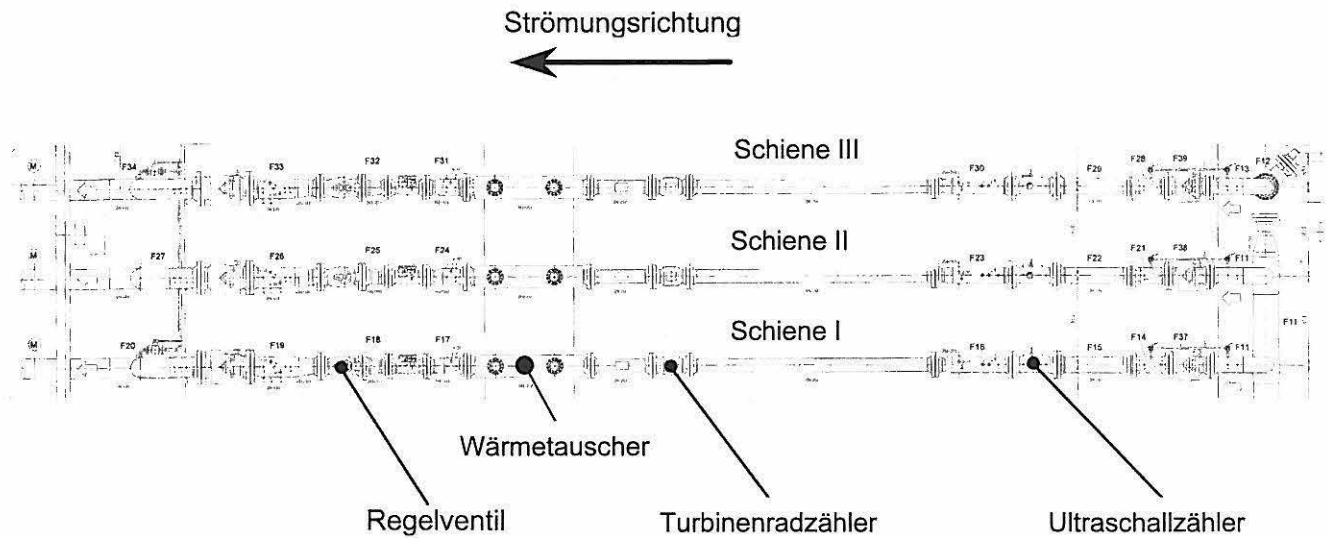 Strömungsrichtung
Schiene III
M F34 F33 F32 F31 F30 F29 F28 F39 F13 F12
Schiene II
M F27 F26 F25 F24 F23 F22 F21 F38 F11
Schiene I
F11
M F20 F19 F18 F17 F16 F15 F14 F37 F11
Wärmetauscher
Regelventil
Turbinenradzähler
Ultraschallzähler